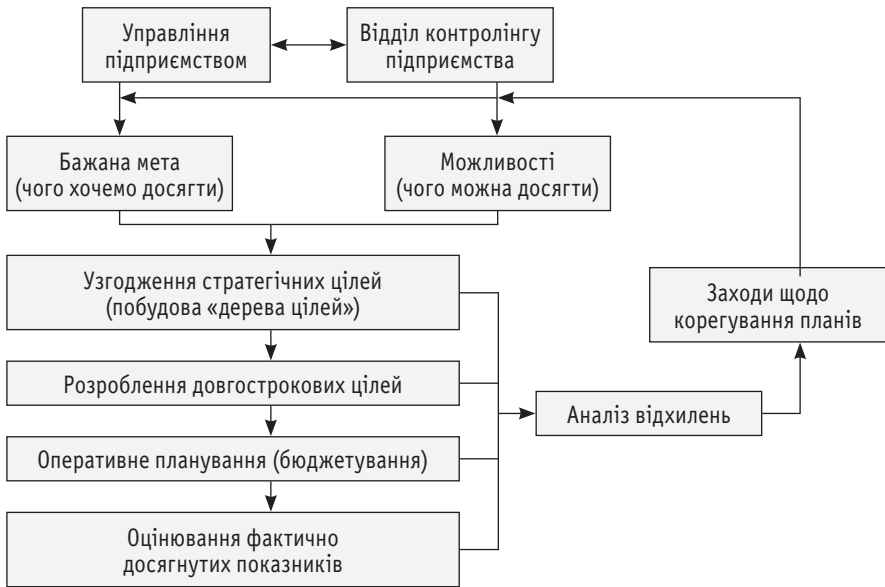 Управління
підприємством
Відділ контролінгу
підприємства
Бажана мета
(чого хочемо досягти)
Можливості
(чого можна досягти)
Узгодження стратегічних цілей
(побудова «дерева цілей»)
Заходи щодо
корегування планів
Розроблення довгострокових цілей
Аналіз відхилень
Оперативне планування (бюджетування)
Оцінювання фактично
досягнутих показників